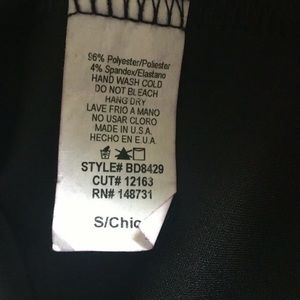 96% Polyester/Poliester
4% Spandex/Elastano
HAND WASH COLD
DO NOT BLEACH
HANG DRY
LAVE FRIO A MANO
NO USAR CLORO
MADE IN U.S.A.
HECHO EN E.U.A.
STYLE# BD8429
CUT# 12163
RN# 148731
S/Chic